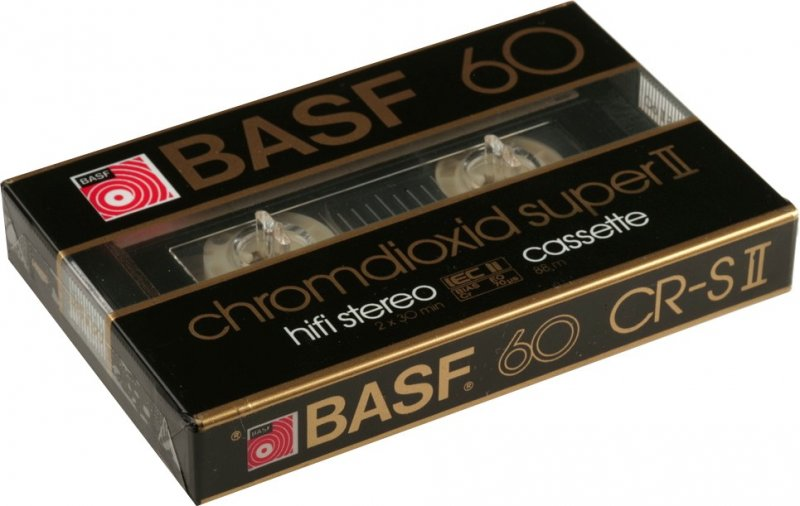 BASF 60
BASF
chromdioxid super II
hifi stereo cassette
2 x 30 min
IEC II
88 m
® BASF BASF® 60 CR-S II